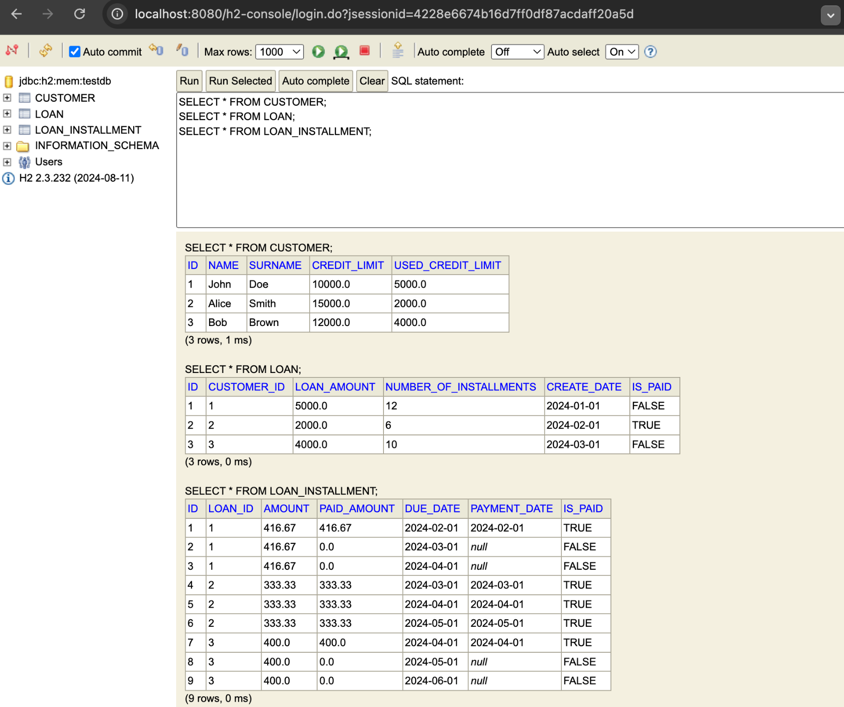 localhost:8080/h2-console/login.do?jsessionid=4228e6674b16d7ff0df87acdaff20a5d
Auto commit Max rows: 1000 Auto complete Off Auto select On
jdbc:h2:mem:testdb
CUSTOMER
LOAN
LOAN_INSTALLMENT
INFORMATION_SCHEMA
Users
H2 2.3.232 (2024-08-11)
Run Run Selected Auto complete Clear SQL statement:
SELECT * FROM CUSTOMER;
SELECT * FROM LOAN;
SELECT * FROM LOAN_INSTALLMENT;
SELECT * FROM CUSTOMER;
ID NAME SURNAME CREDIT_LIMIT USED_CREDIT_LIMIT
1 John Doe 10000.0 5000.0
2 Alice Smith 15000.0 2000.0
3 Bob Brown 12000.0 4000.0
(3 rows, 1 ms)
SELECT * FROM LOAN;
ID CUSTOMER_ID LOAN_AMOUNT NUMBER_OF_INSTALLMENTS CREATE_DATE IS_PAID
1 1 5000.0 12 2024-01-01 FALSE
2 2 2000.0 6 2024-02-01 TRUE
3 3 4000.0 10 2024-03-01 FALSE
(3 rows, 0 ms)
SELECT * FROM LOAN_INSTALLMENT;
ID LOAN_ID AMOUNT PAID_AMOUNT DUE_DATE PAYMENT_DATE IS_PAID
1 1 416.67 416.67 2024-02-01 2024-02-01 TRUE
2 1 416.67 0.0 2024-03-01 null FALSE
3 1 416.67 0.0 2024-04-01 null FALSE
4 2 333.33 333.33 2024-03-01 2024-03-01 TRUE
5 2 333.33 333.33 2024-04-01 2024-04-01 TRUE
6 2 333.33 333.33 2024-05-01 2024-05-01 TRUE
7 3 400.0 400.0 2024-04-01 2024-04-01 TRUE
8 3 400.0 0.0 2024-05-01 null FALSE
9 3 400.0 0.0 2024-06-01 null FALSE
(9 rows, 0 ms)